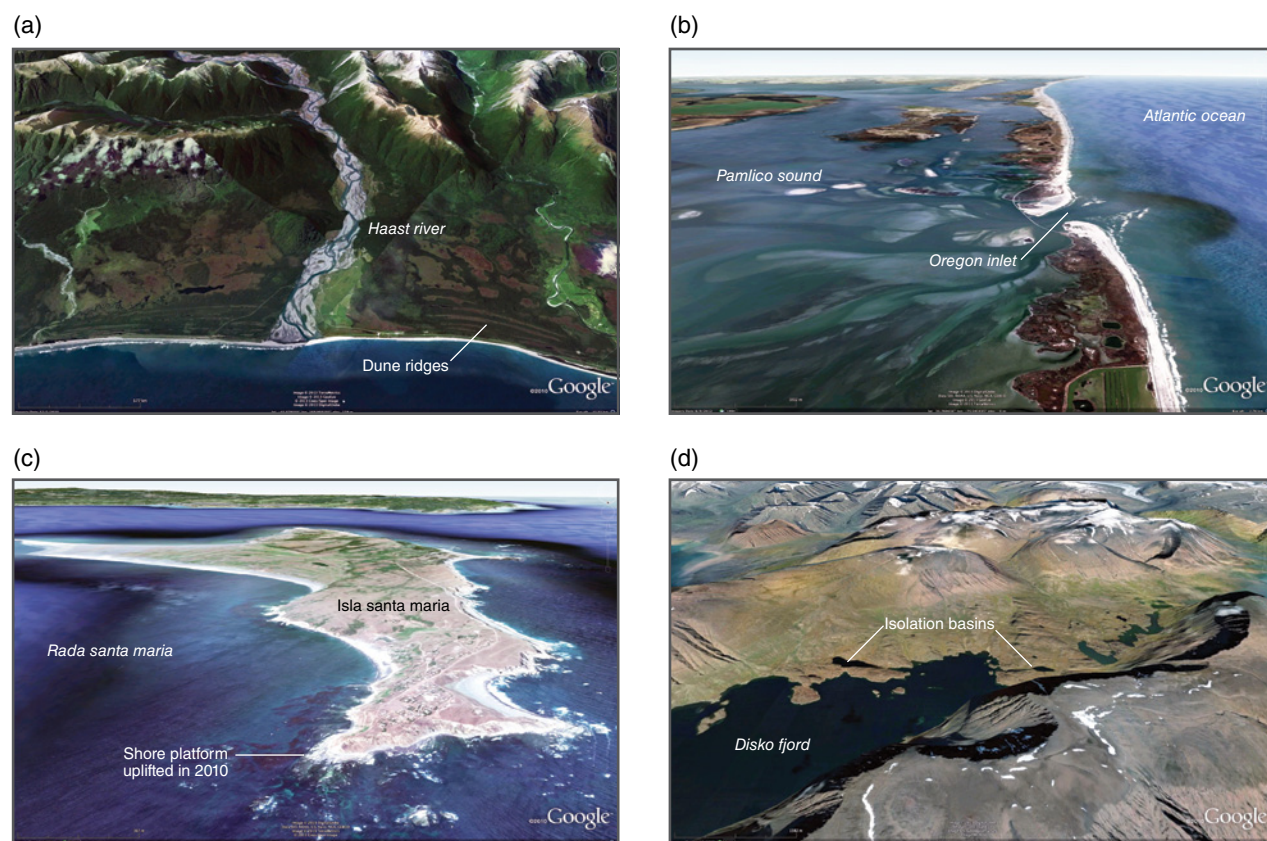 (a)
Haast river
Dune ridges
©2010 Google
(b)
Atlantic ocean
Pamlico sound
Oregon inlet
©2010 Google
(c)
Isla santa maria
Rada santa maria
Shore platform
uplifted in 2010
©2010 Google
(d)
Isolation basins
Disko fjord
©2010 Google